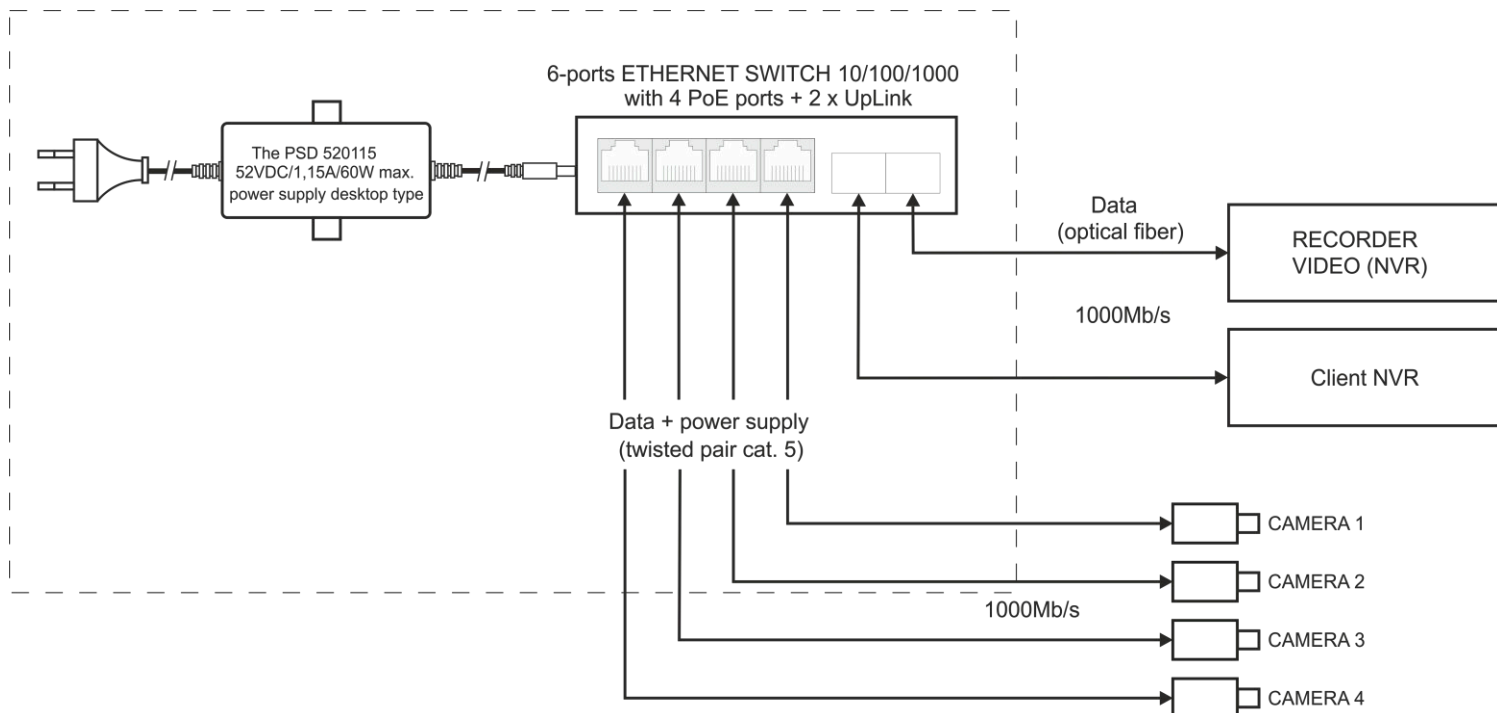 6-ports ETHERNET SWITCH 10/100/1000
with 4 PoE ports + 2 x UpLink
The PSD 520115
52VDC/1,15A/60W max.
power supply desktop type
Data
(optical fiber)
RECORDER
VIDEO (NVR)
1000Mb/s
Client NVR
Data + power supply
(twisted pair cat. 5)
CAMERA 1
CAMERA 2
1000Mb/s
CAMERA 3
CAMERA 4